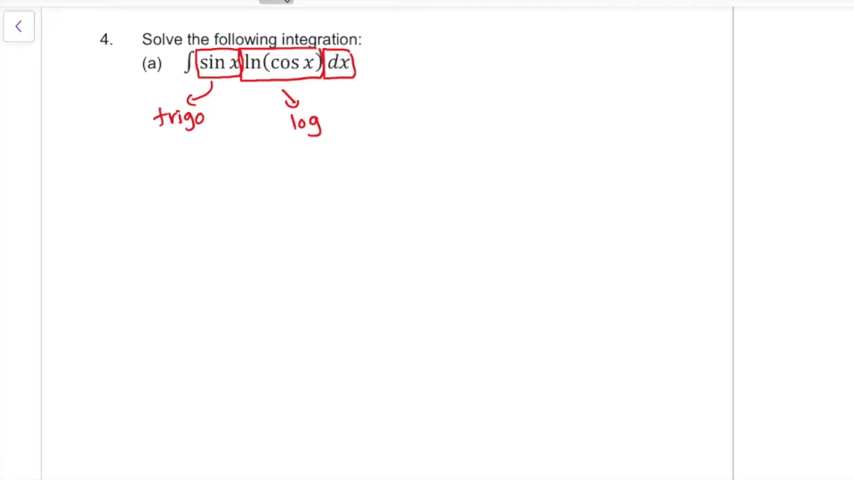 4. Solve the following integration:
(a) ∫ sin x ln(cos x) dx
trigo log